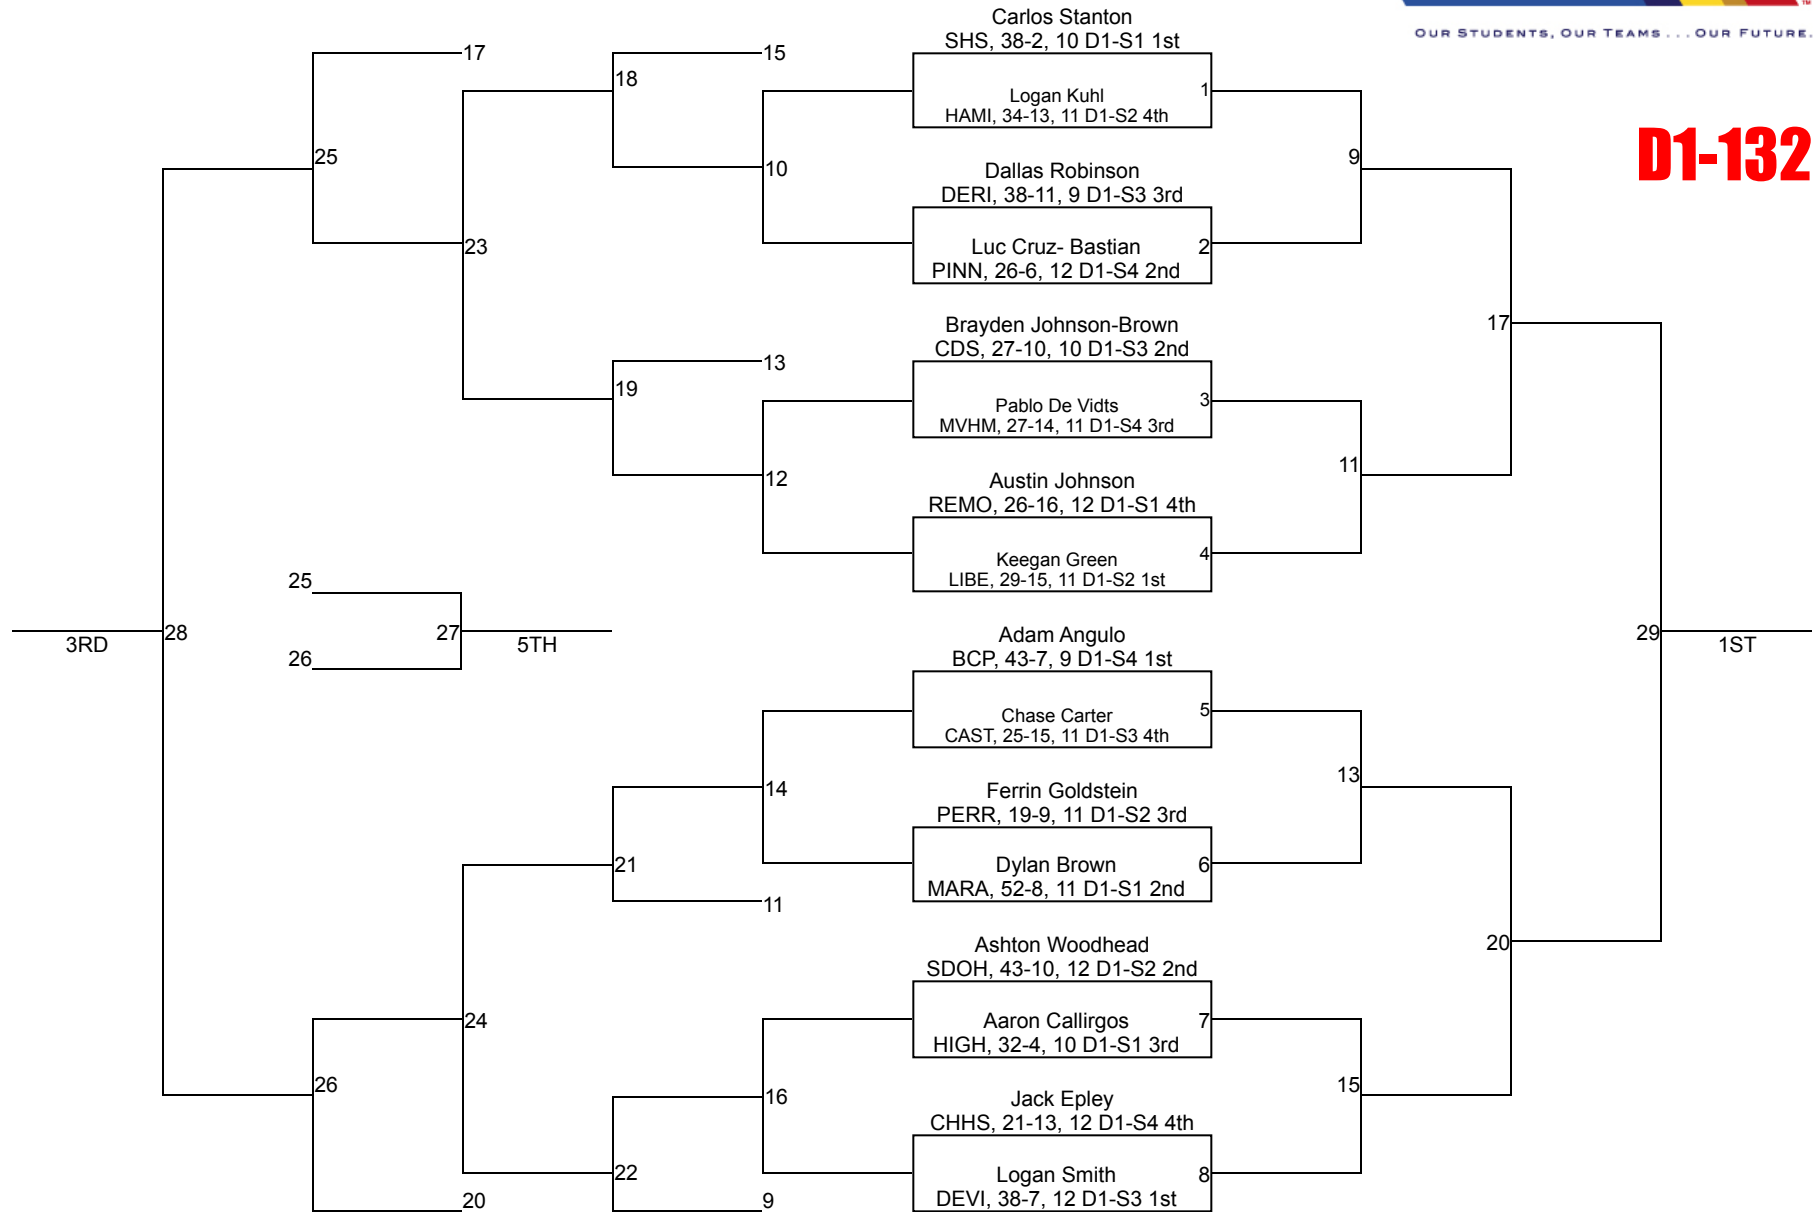 OUR STUDENTS, OUR TEAMS . . . OUR FUTURE.
TM
D1-132
Carlos Stanton
SHS, 38-2, 10 D1-S1 1st
Logan Kuhl
HAMI, 34-13, 11 D1-S2 4th
1
Dallas Robinson
DERI, 38-11, 9 D1-S3 3rd
Luc Cruz- Bastian
PINN, 26-6, 12 D1-S4 2nd
2
Brayden Johnson-Brown
CDS, 27-10, 10 D1-S3 2nd
Pablo De Vidts
MVHM, 27-14, 11 D1-S4 3rd
3
Austin Johnson
REMO, 26-16, 12 D1-S1 4th
Keegan Green
LIBE, 29-15, 11 D1-S2 1st
4
Adam Angulo
BCP, 43-7, 9 D1-S4 1st
Chase Carter
CAST, 25-15, 11 D1-S3 4th
5
Ferrin Goldstein
PERR, 19-9, 11 D1-S2 3rd
Dylan Brown
MARA, 52-8, 11 D1-S1 2nd
6
Ashton Woodhead
SDOH, 43-10, 12 D1-S2 2nd
Aaron Callirgos
HIGH, 32-4, 10 D1-S1 3rd
7
Jack Epley
CHHS, 21-13, 12 D1-S4 4th
Logan Smith
DEVI, 38-7, 12 D1-S3 1st
8
9
11
13
15
17
20
29
1ST
15
10
13
12
14
11
16
9
18
19
21
22
17
23
24
20
25
26
25
26
27
5TH
28
3RD